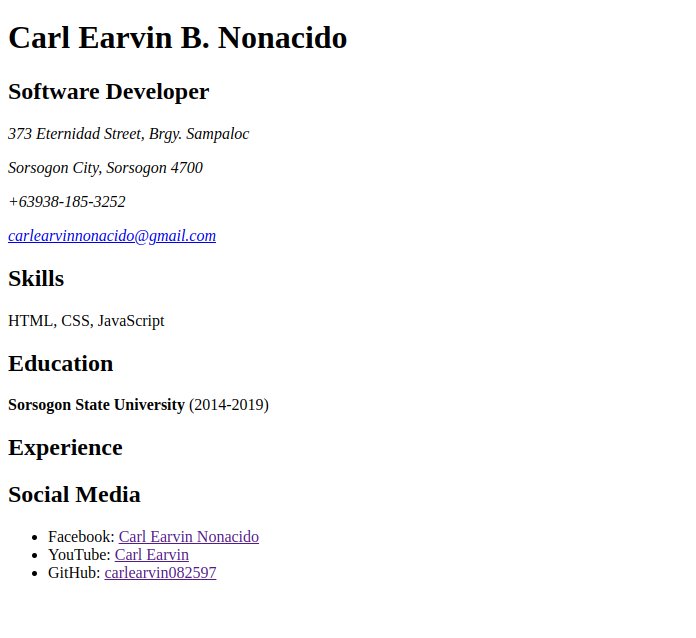 Carl Earvin B. Nonacido
Software Developer
373 Eternidad Street, Brgy. Sampaloc
Sorsogon City, Sorsogon 4700
+63938-185-3252
carlearvinnonacido@gmail.com
Skills
HTML, CSS, JavaScript
Education
Sorsogon State University (2014-2019)
Experience
Social Media
• Facebook: Carl Earvin Nonacido
• YouTube: Carl Earvin
• GitHub: carlearvin082597